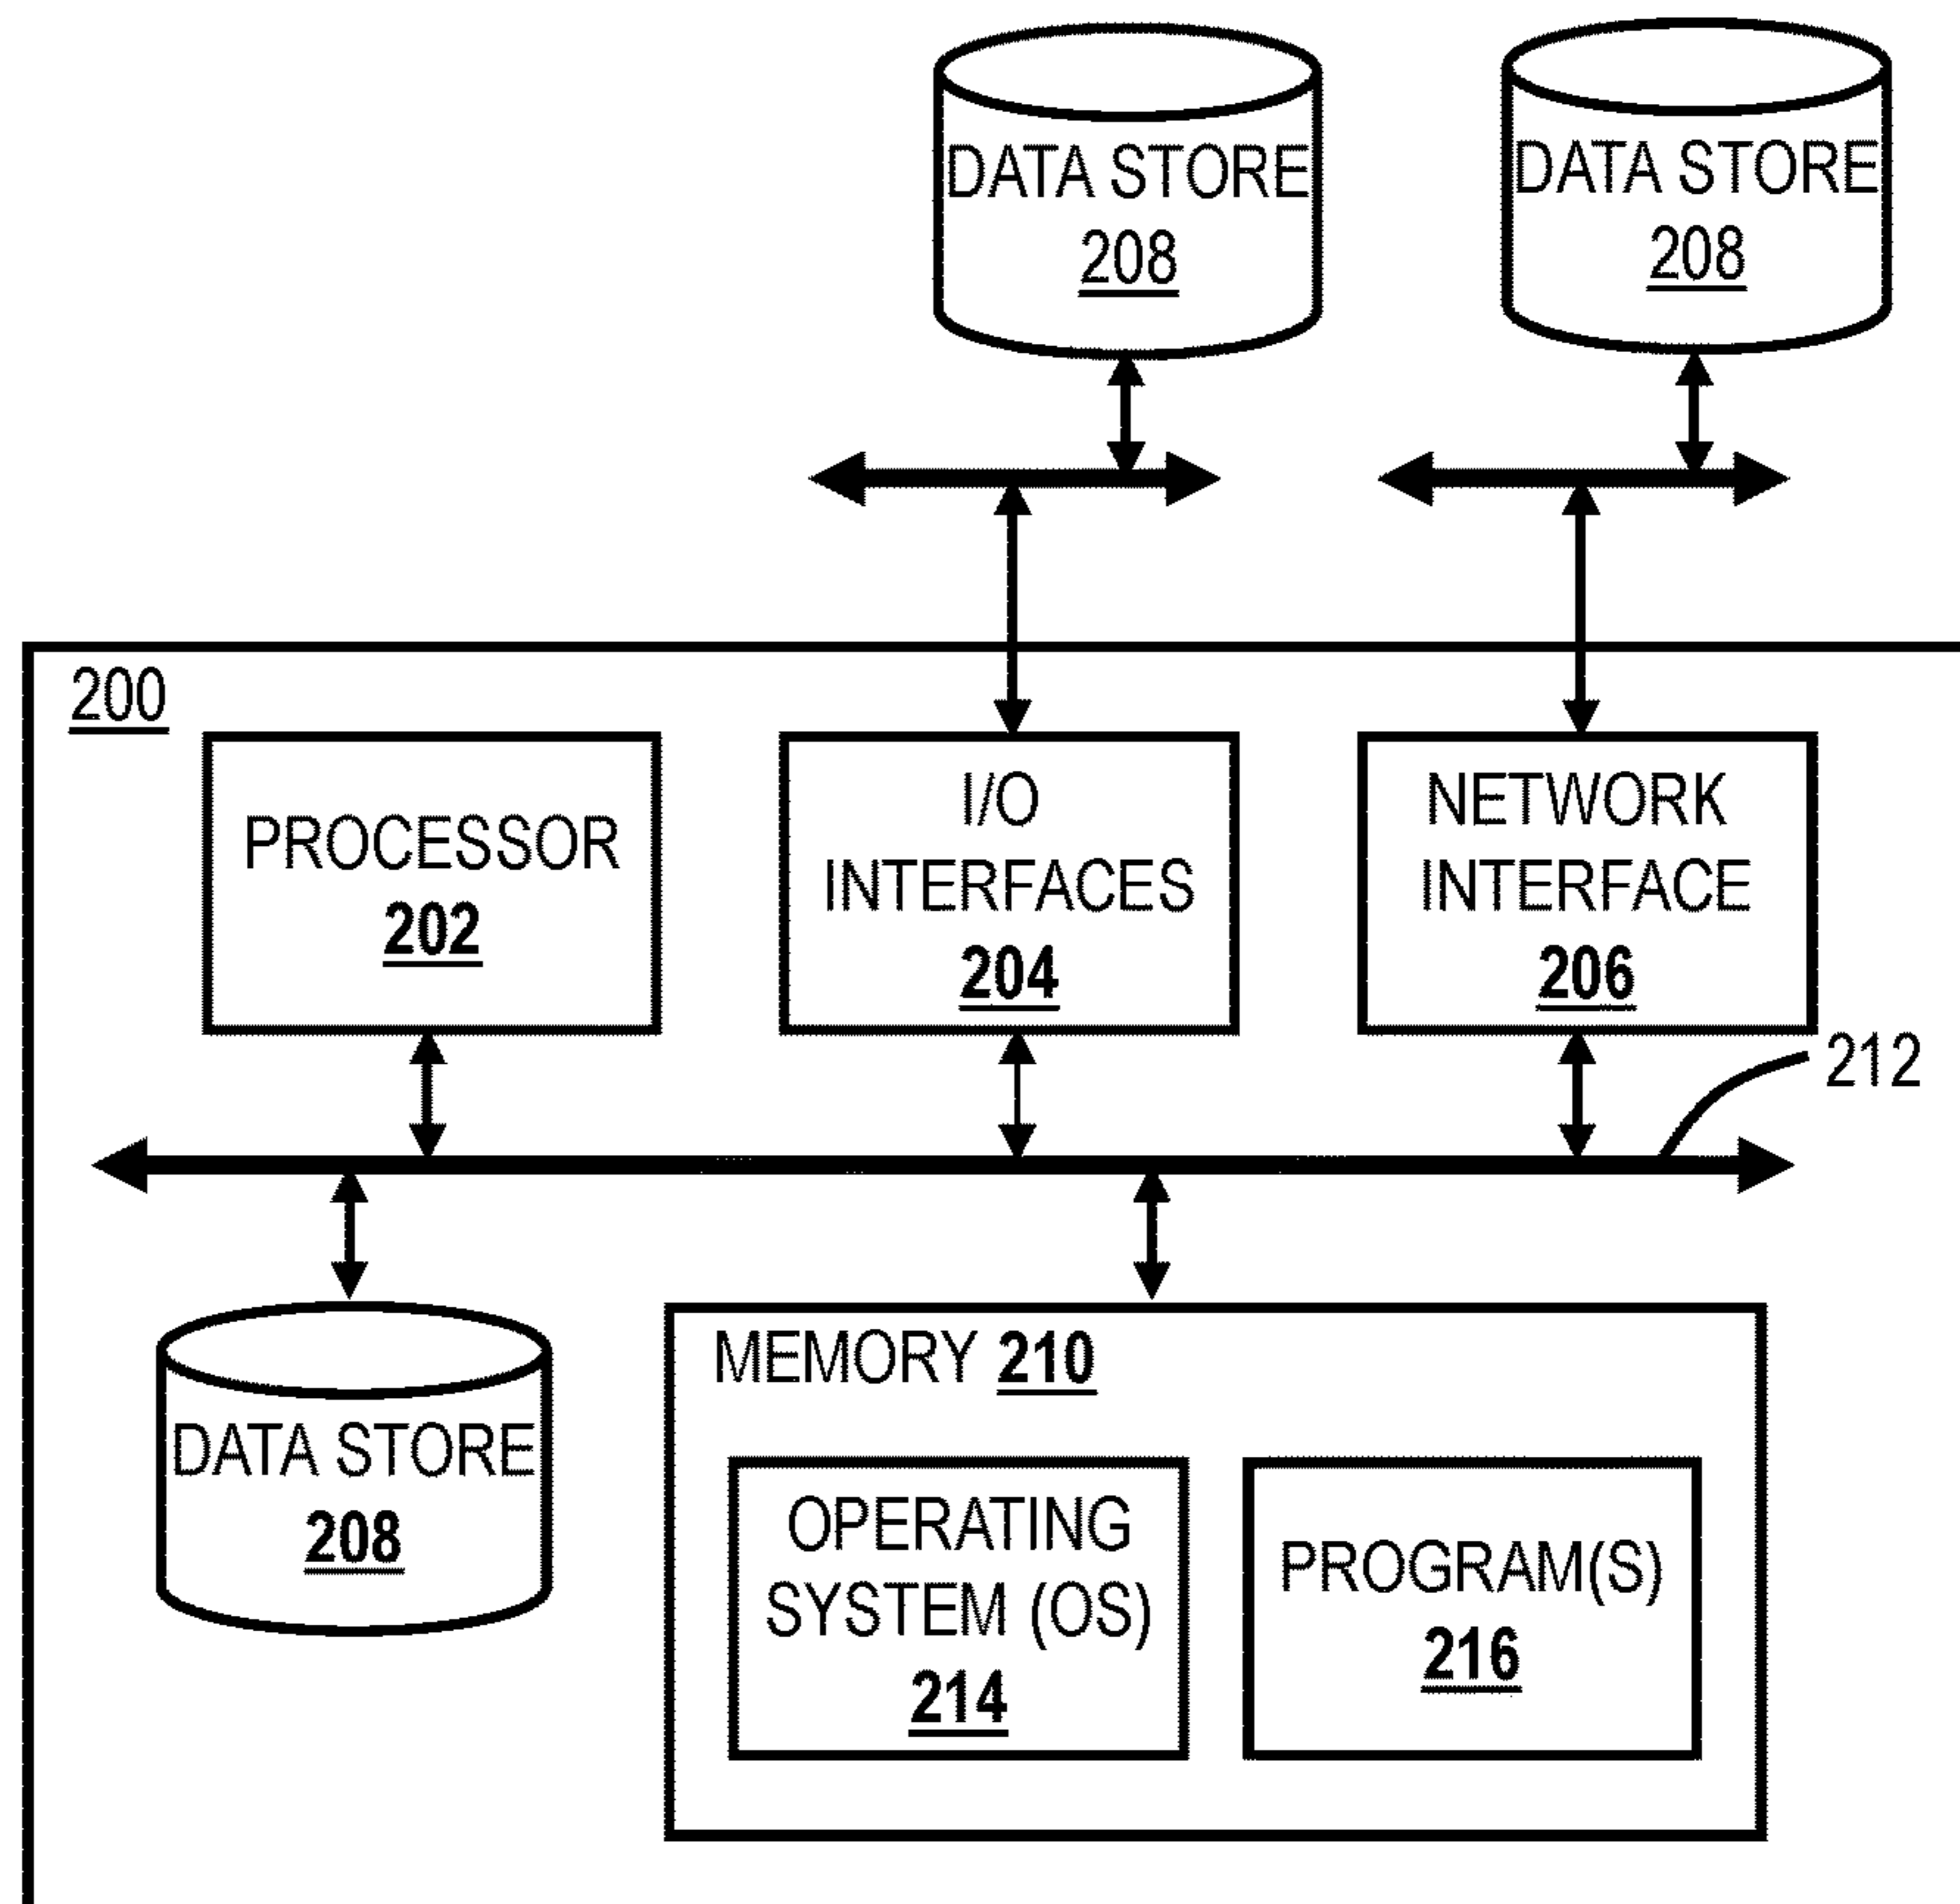 DATA STORE
208
DATA STORE
208
200
PROCESSOR
202
I/O
INTERFACES
204
NETWORK
INTERFACE
206
212
DATA STORE
208
MEMORY 210
OPERATING
SYSTEM (OS)
214
PROGRAM(S)
216